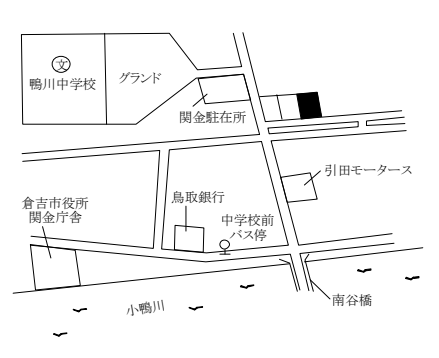 文
鴨川中学校
グランド
関金駐在所
引田モータース
鳥取銀行
倉吉市役所
関金庁舎
中学校前
バス停
小鴨川
南谷橋